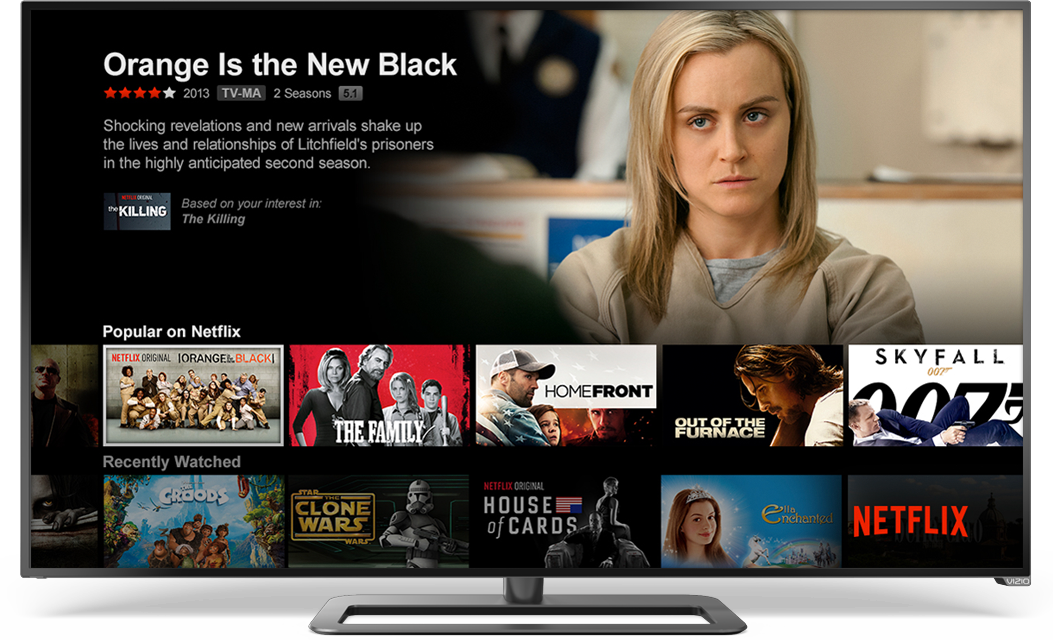 Orange Is the New Black
2013 TV-MA 2 Seasons 5.1
Shocking revelations and new arrivals shake up
the lives and relationships of Litchfield's prisoners
in the highly anticipated second season.
NETFLIX ORIGINAL
the KILLING
Based on your interest in:
The Killing
Popular on Netflix
NETFLIX ORIGINAL ORANGE IS THE NEW BLACK
THE FAMILY
HOMEFRONT
OUT OF THE
FURNACE
SKYFALL
007
007
Recently Watched
THE
CROODS
STAR THE
CLONE
WARS
WARS
NETFLIX ORIGINAL
HOUSE
of CARDS
Ella
Enchanted
NETFLIX
VIZIO